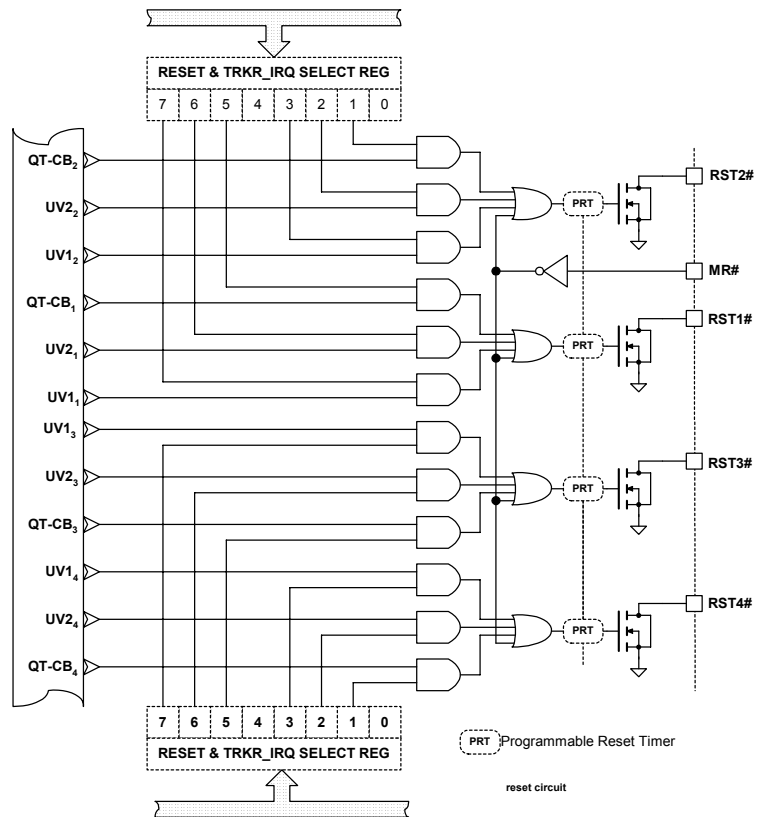 RESET & TRKR_IRQ SELECT REG
7 6 5 4 3 2 1 0
QT-CB₂
UV2₂
UV1₂
QT-CB₁
UV2₁
UV1₁
UV1₃
UV2₃
QT-CB₃
UV1₄
UV2₄
QT-CB₄
PRT
RST2#
MR#
PRT
RST1#
PRT
RST3#
PRT
RST4#
7 6 5 4 3 2 1 0
RESET & TRKR_IRQ SELECT REG
PRT Programmable Reset Timer
reset circuit